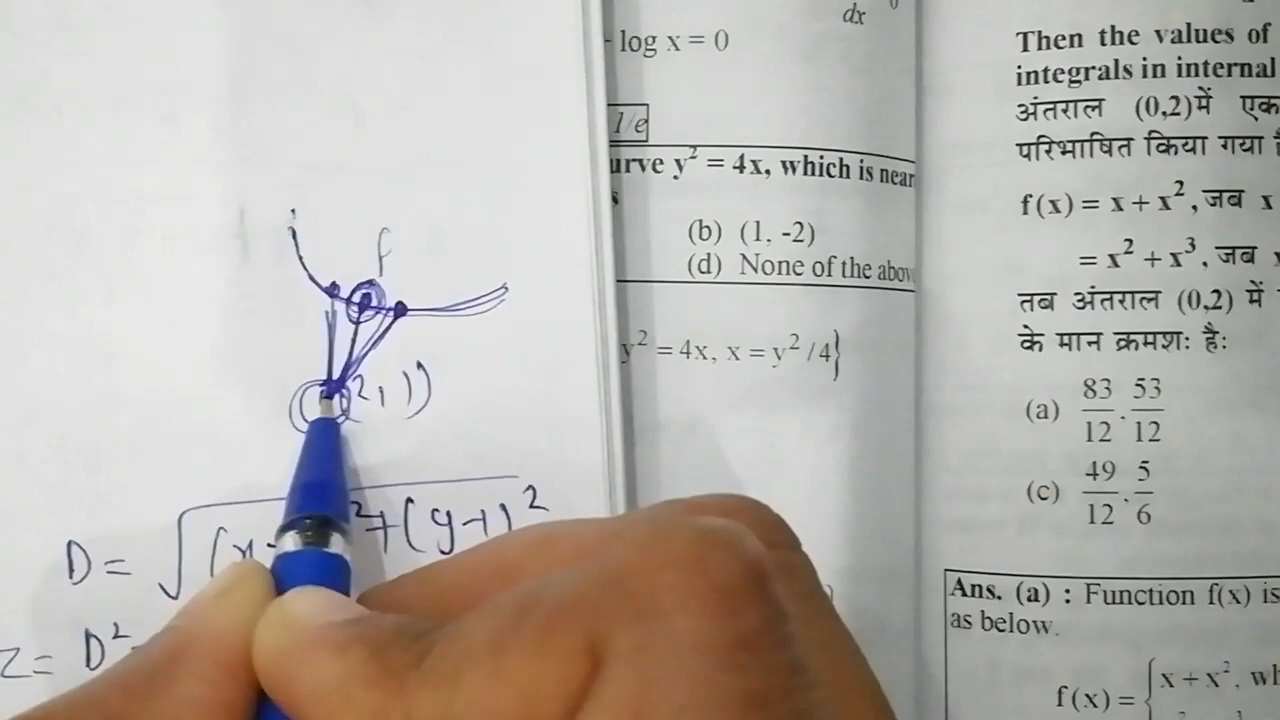 f
2, 1)
D = √(x- ²+(y-1)²
Z = D²
dx
log x = 0
1/e
urve y² = 4x, which is near
(b) (1, -2)
(d) None of the abov
y² = 4x, x = y²/4}
Then the values of
integrals in internal
अंतराल (0,2)में एक
परिभाषित किया गया है
f(x) = x + x², जब x
= x² + x³, जब x
तब अंतराल (0,2) में
के मान क्रमशः हैः
(a) 83/12 . 53/12
(c) 49/12 . 5/6
Ans. (a) : Function f(x) is
as below.
f(x) = { x + x², wh